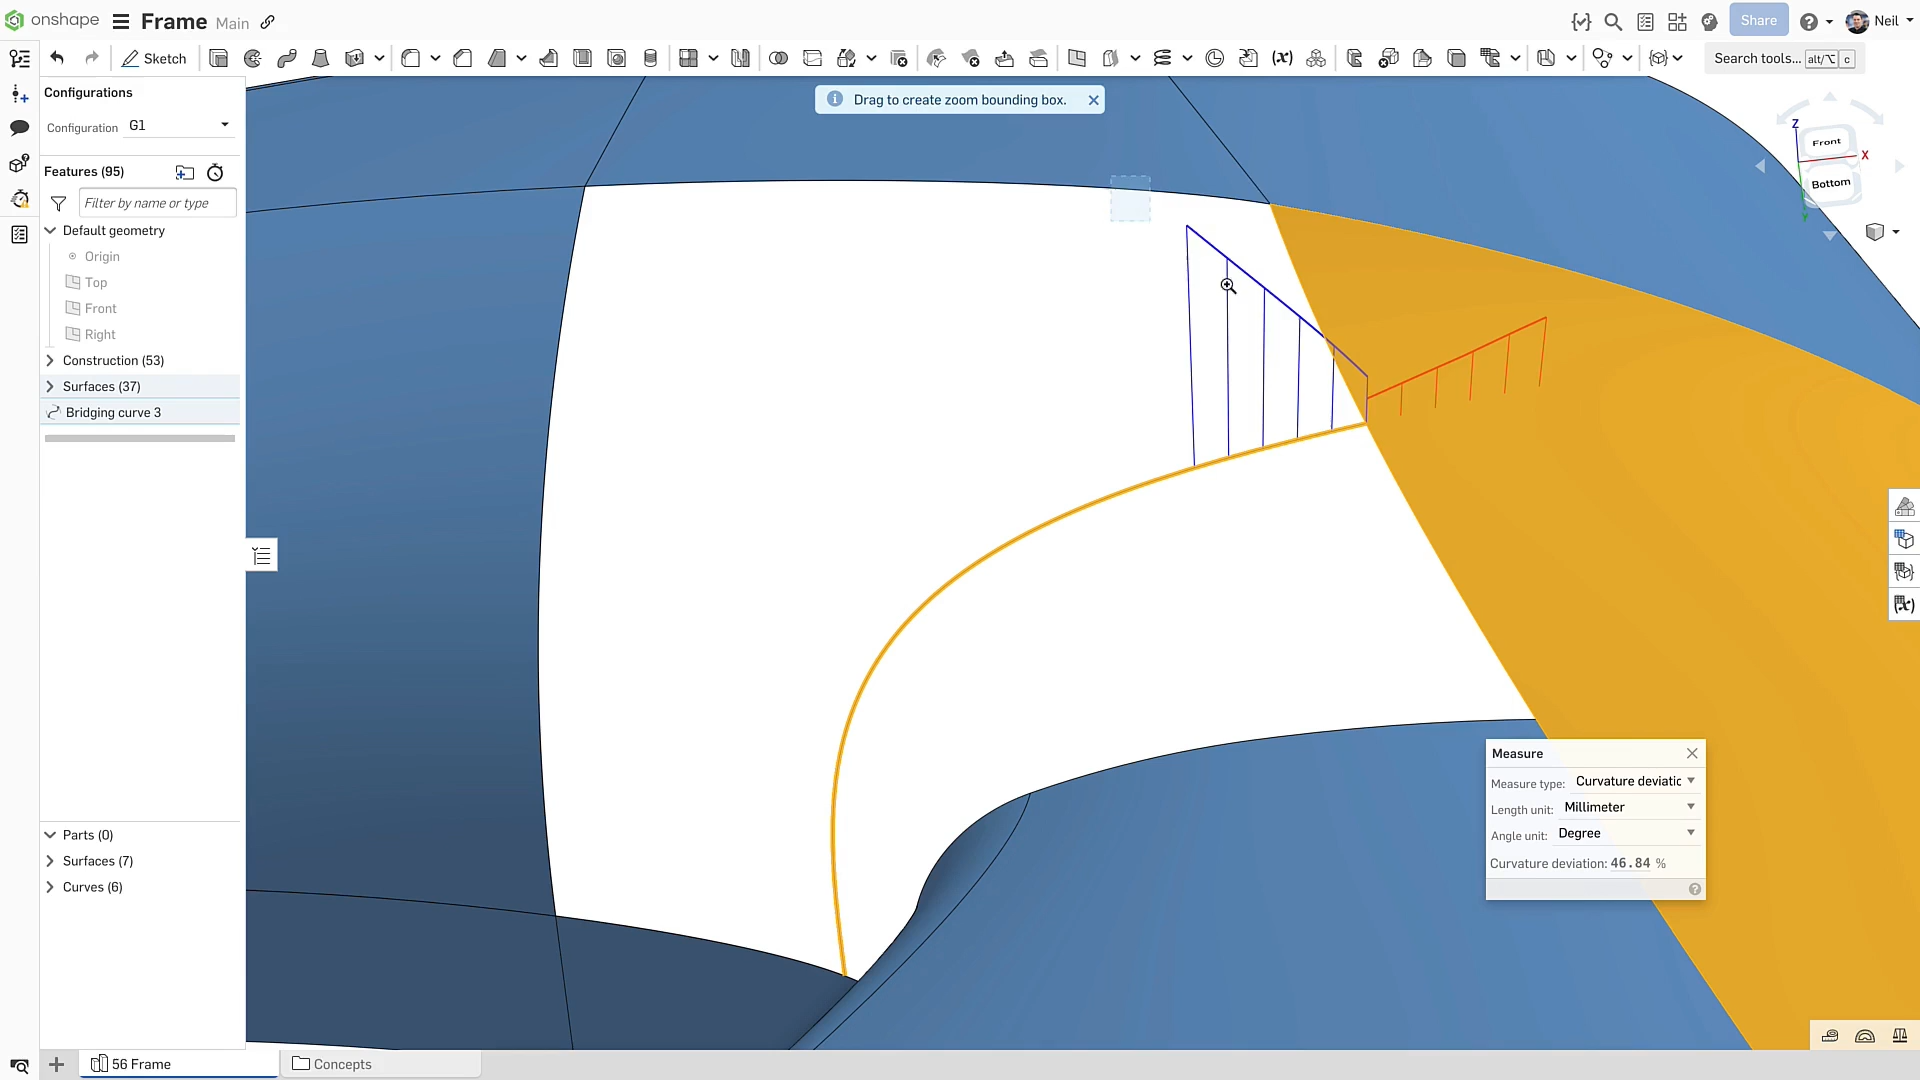 onshape Frame Main Share Neil
Sketch Search tools... alt/⌥ c
Configurations
Configuration G1
Features (95)
Filter by name or type
Default geometry
Origin
Top
Front
Right
Construction (53)
Surfaces (37)
Bridging curve 3
Parts (0)
Surfaces (7)
Curves (6)
Drag to create zoom bounding box.
Z
Front
X
Bottom
Y
Measure
Measure type: Curvature deviatic
Length unit: Millimeter
Angle unit: Degree
Curvature deviation: 46.84 %
56 Frame
Concepts